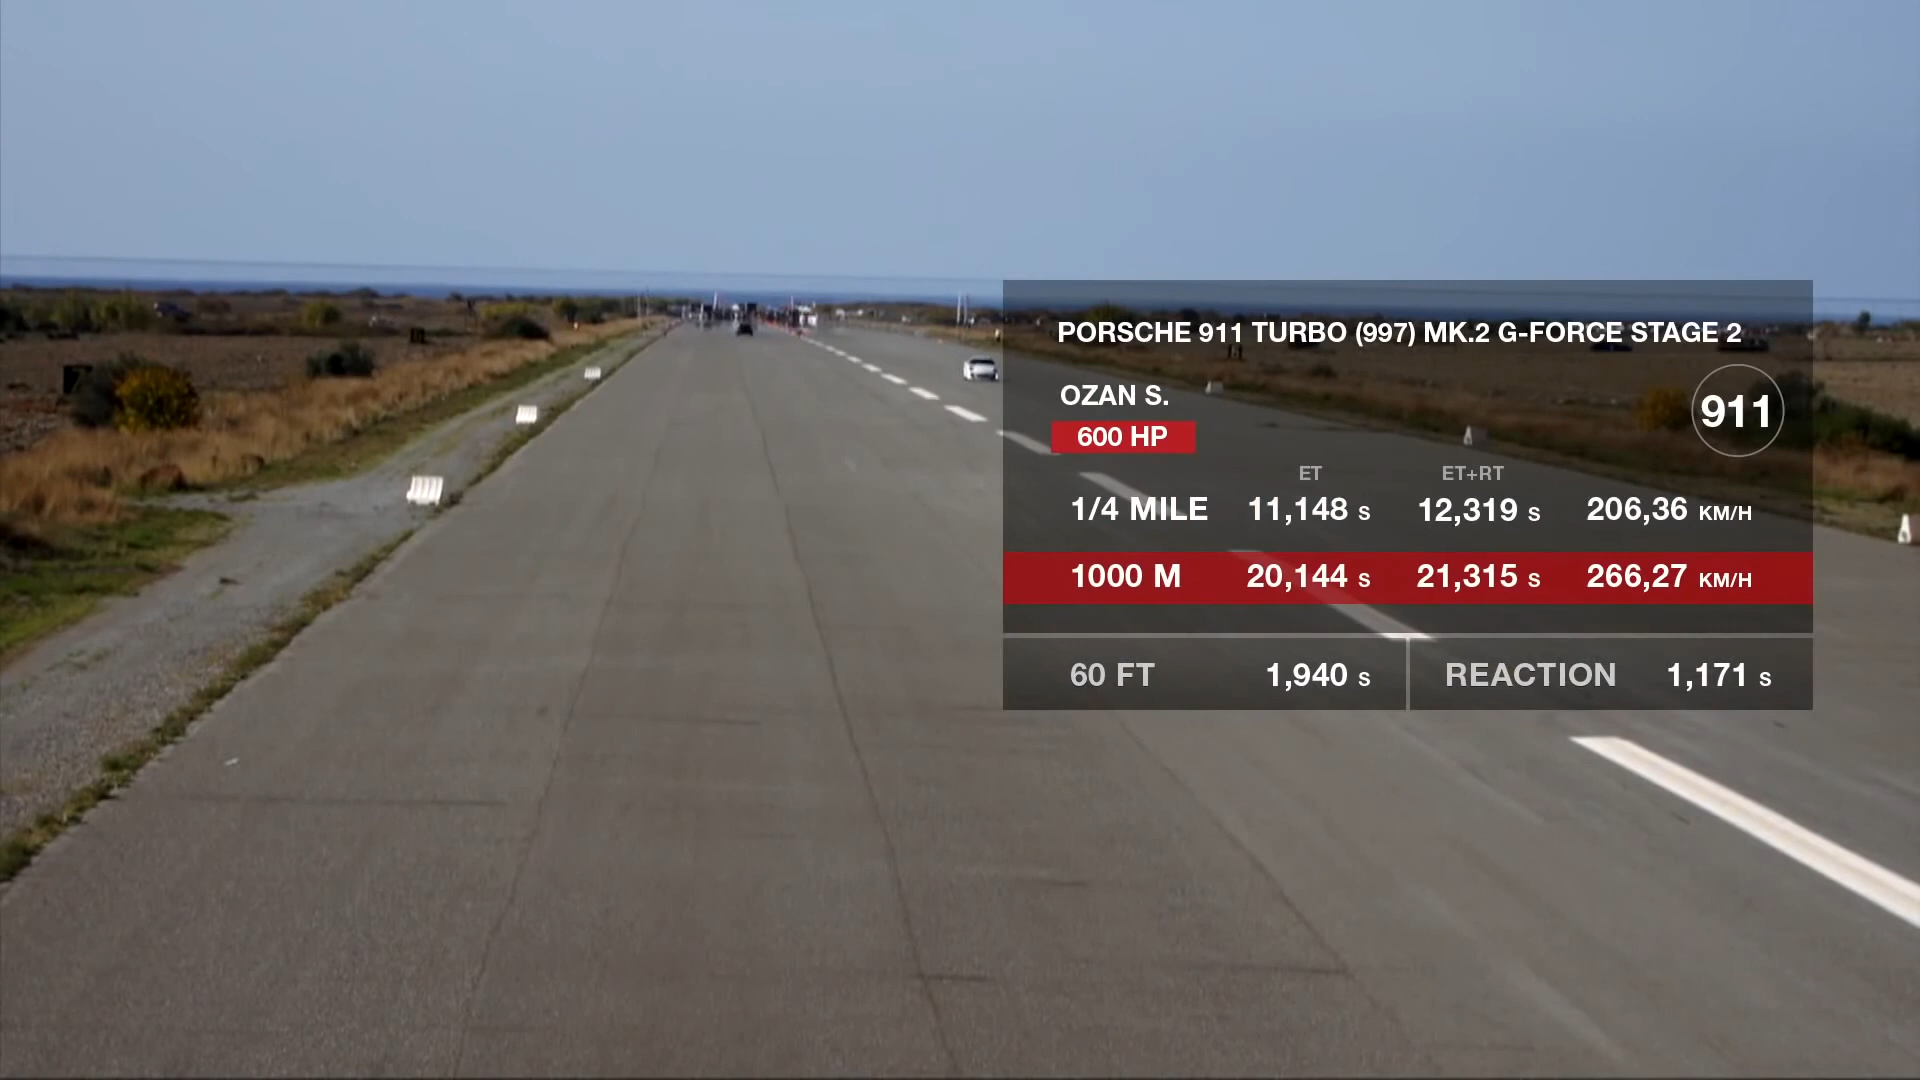 PORSCHE 911 TURBO (997) MK.2 G-FORCE STAGE 2
OZAN S.
600 HP
911
ET ET+RT
1/4 MILE 11,148 S 12,319 S 206,36 KM/H
1000 M 20,144 S 21,315 S 266,27 KM/H
60 FT 1,940 S REACTION 1,171 S